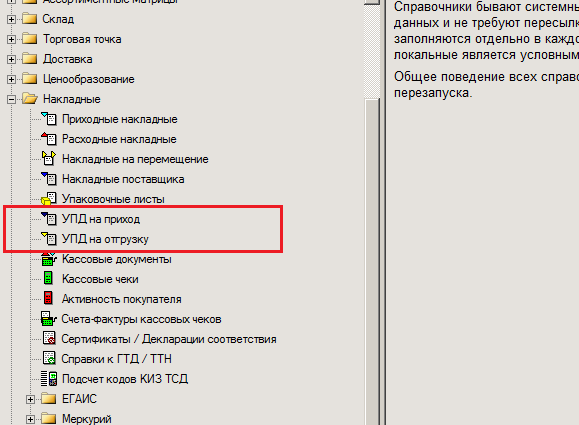 Ассортиментные матрицы
Склад
Торговая точка
Доставка
Ценообразование
Накладные
Приходные накладные
Расходные накладные
Накладные на перемещение
Накладные поставщика
Упаковочные листы
УПД на приход
УПД на отгрузку
Кассовые документы
Кассовые чеки
Активность покупателя
Счета-фактуры кассовых чеков
Сертификаты / Декларации соответствия
Справки к ГТД / ТТН
Подсчет кодов КИЗ ТСД
ЕГАИС
Меркурий
Справочники бывают системны
данных и не требуют пересылк
заполняются отдельно в каждо
локальные является условным
Общее поведение всех справо
перезапуска.